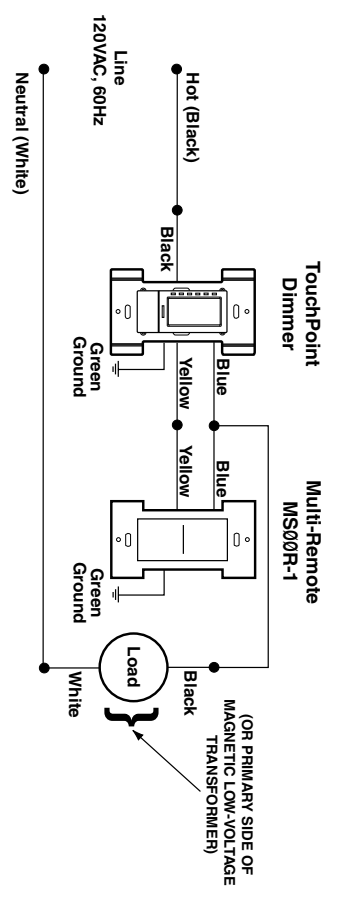 TouchPoint
Dimmer
Multi-Remote
MSØØR-1
(OR PRIMARY SIDE OF
MAGNETIC LOW-VOLTAGE
TRANSFORMER)
Hot (Black)
Black
Blue
Blue
Yellow
Yellow
Green
Ground
Green
Ground
Line
120VAC, 60Hz
Load
Black
White
Neutral (White)